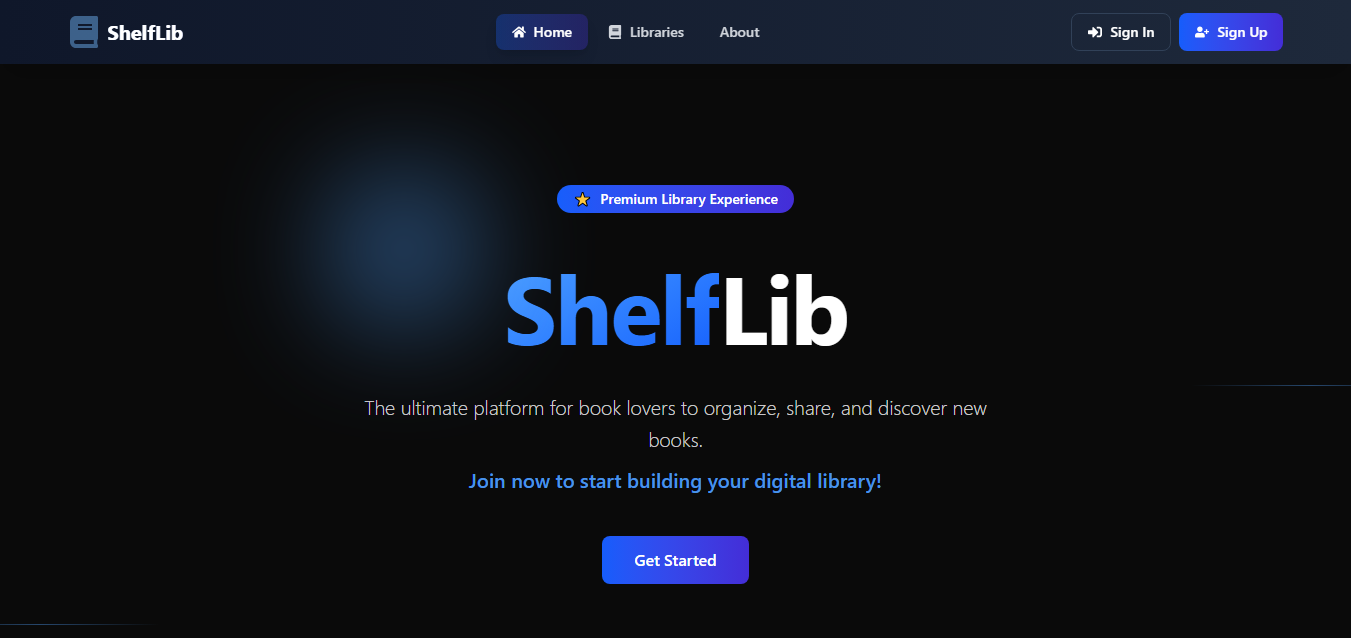 ShelfLib
Home
Libraries
About
Sign In
Sign Up
Premium Library Experience
ShelfLib
The ultimate platform for book lovers to organize, share, and discover new
books.
Join now to start building your digital library!
Get Started